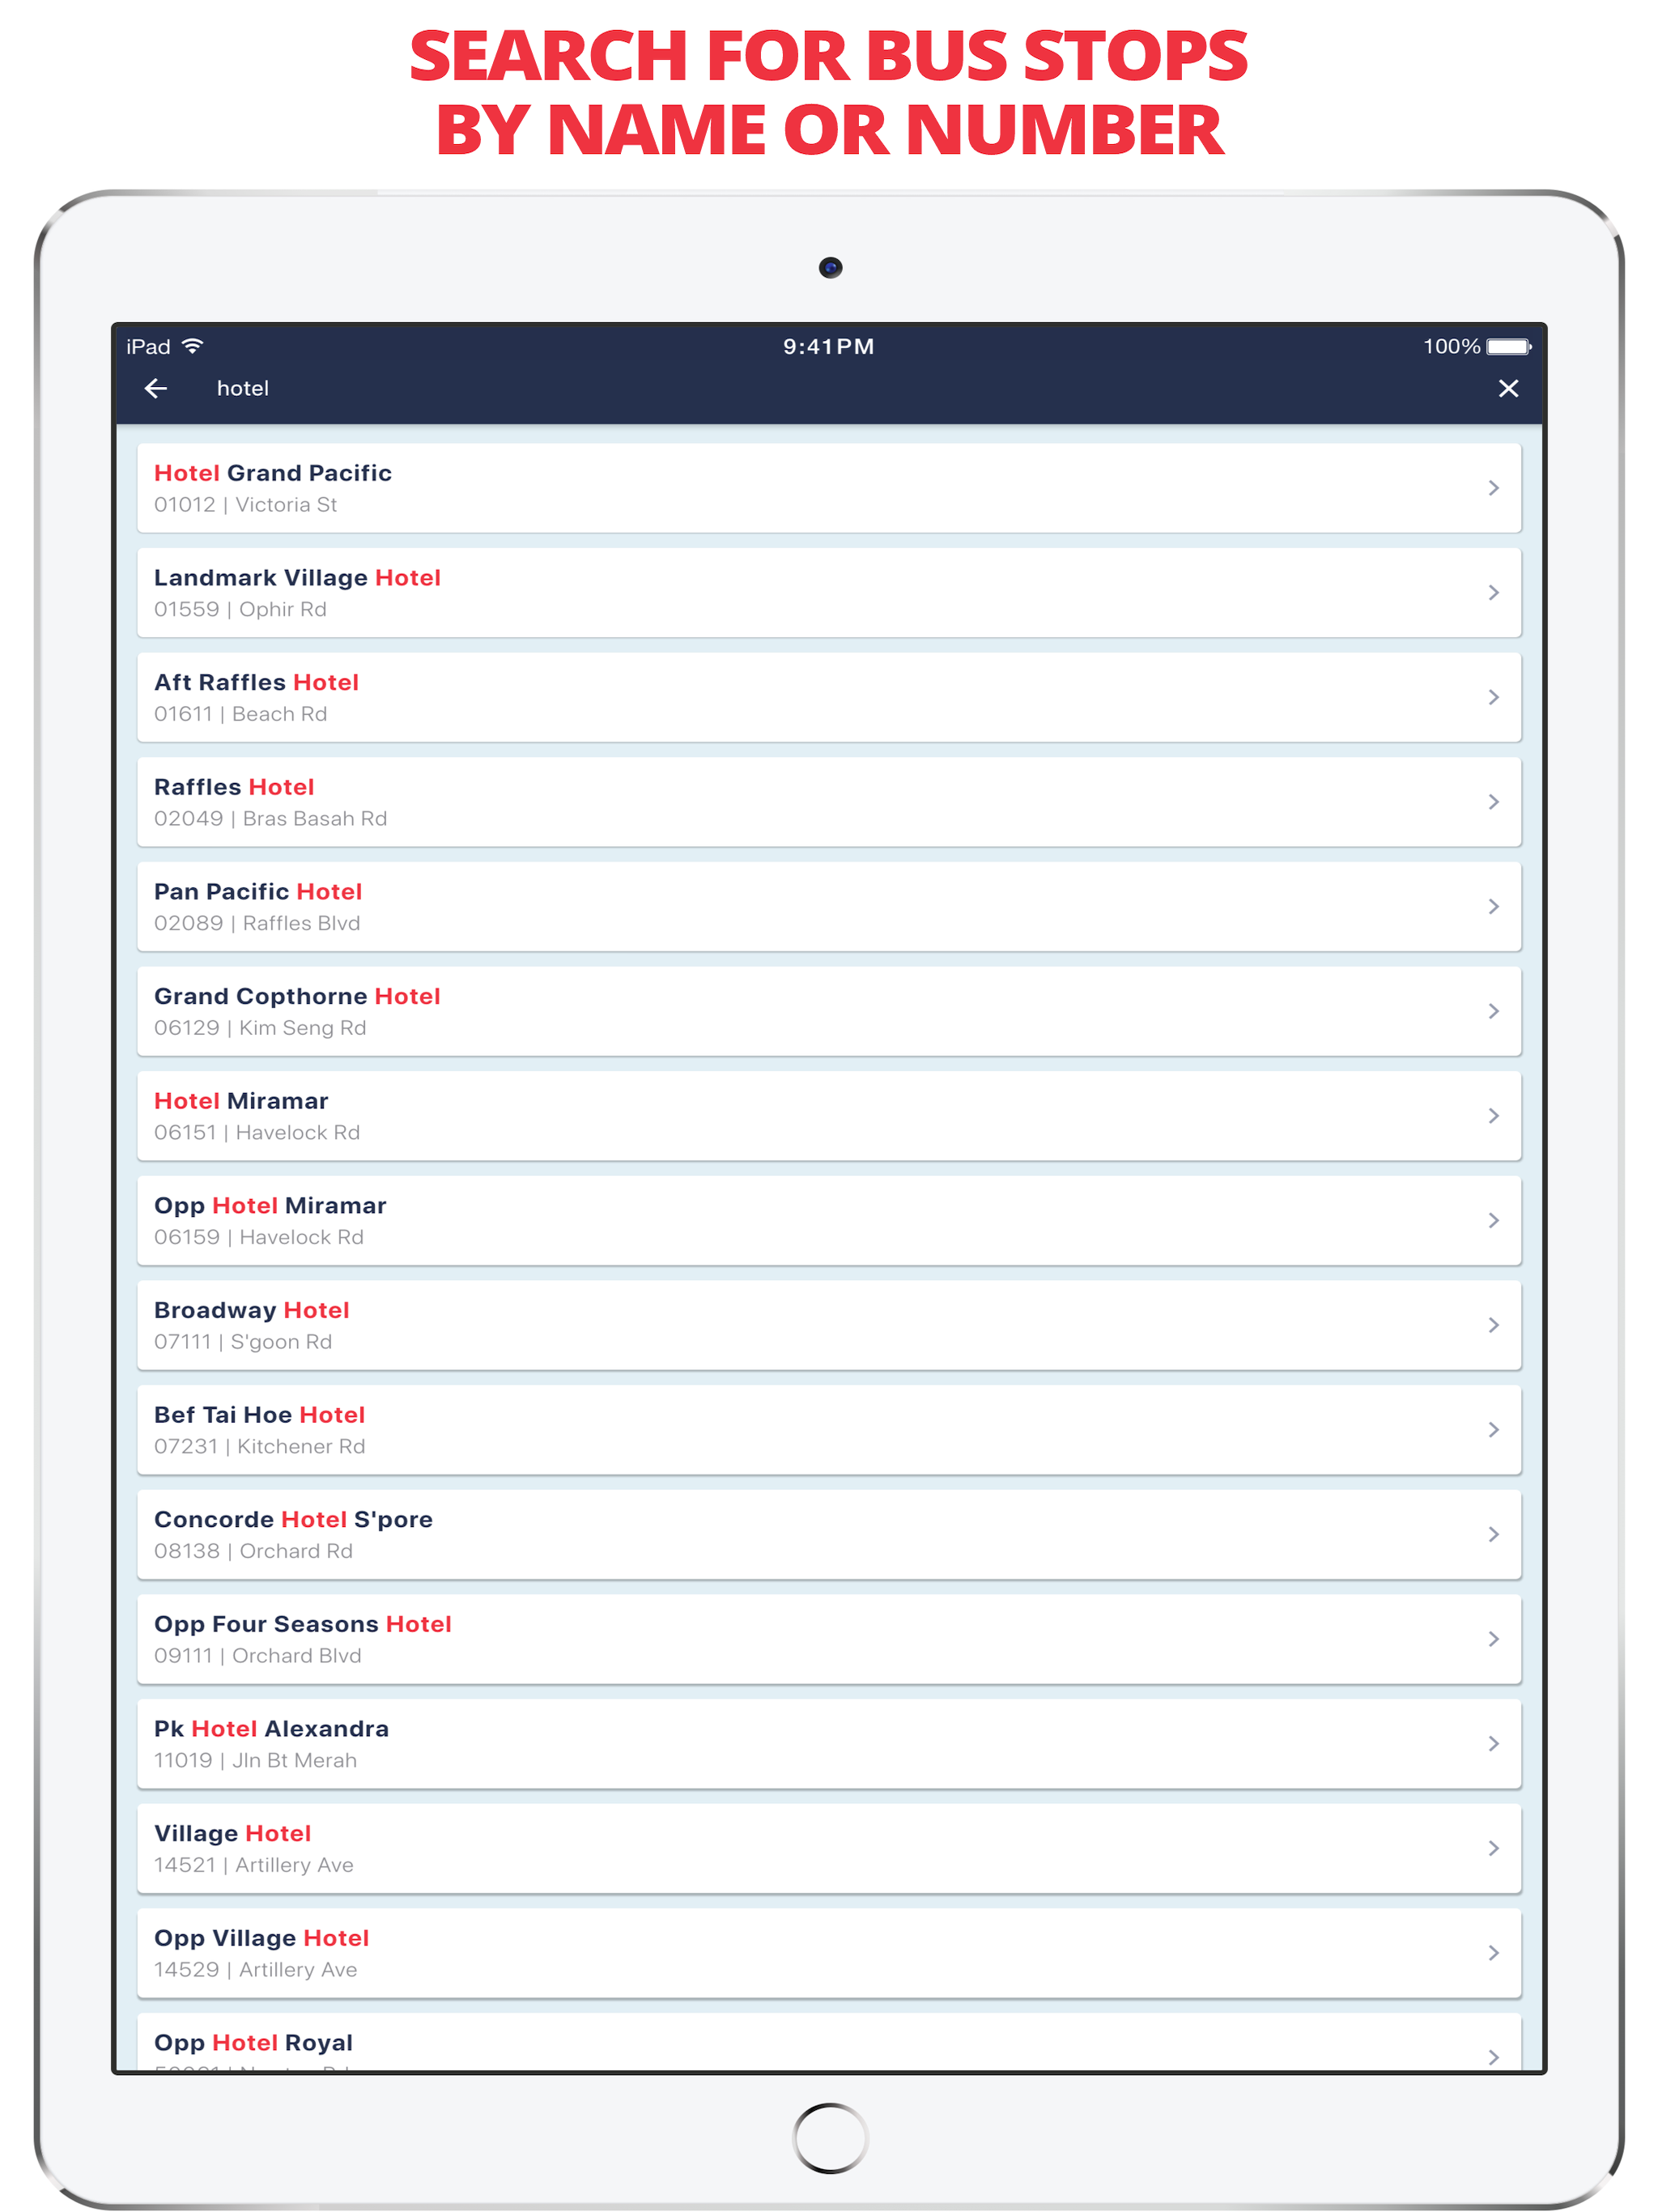 SEARCH FOR BUS STOPS
BY NAME OR NUMBER
iPad 9:41PM 100%
hotel
Hotel Grand Pacific
01012 | Victoria St
Landmark Village Hotel
01559 | Ophir Rd
Aft Raffles Hotel
01611 | Beach Rd
Raffles Hotel
02049 | Bras Basah Rd
Pan Pacific Hotel
02089 | Raffles Blvd
Grand Copthorne Hotel
06129 | Kim Seng Rd
Hotel Miramar
06151 | Havelock Rd
Opp Hotel Miramar
06159 | Havelock Rd
Broadway Hotel
07111 | S'goon Rd
Bef Tai Hoe Hotel
07231 | Kitchener Rd
Concorde Hotel S'pore
08138 | Orchard Rd
Opp Four Seasons Hotel
09111 | Orchard Blvd
Pk Hotel Alexandra
11019 | Jln Bt Merah
Village Hotel
14521 | Artillery Ave
Opp Village Hotel
14529 | Artillery Ave
Opp Hotel Royal